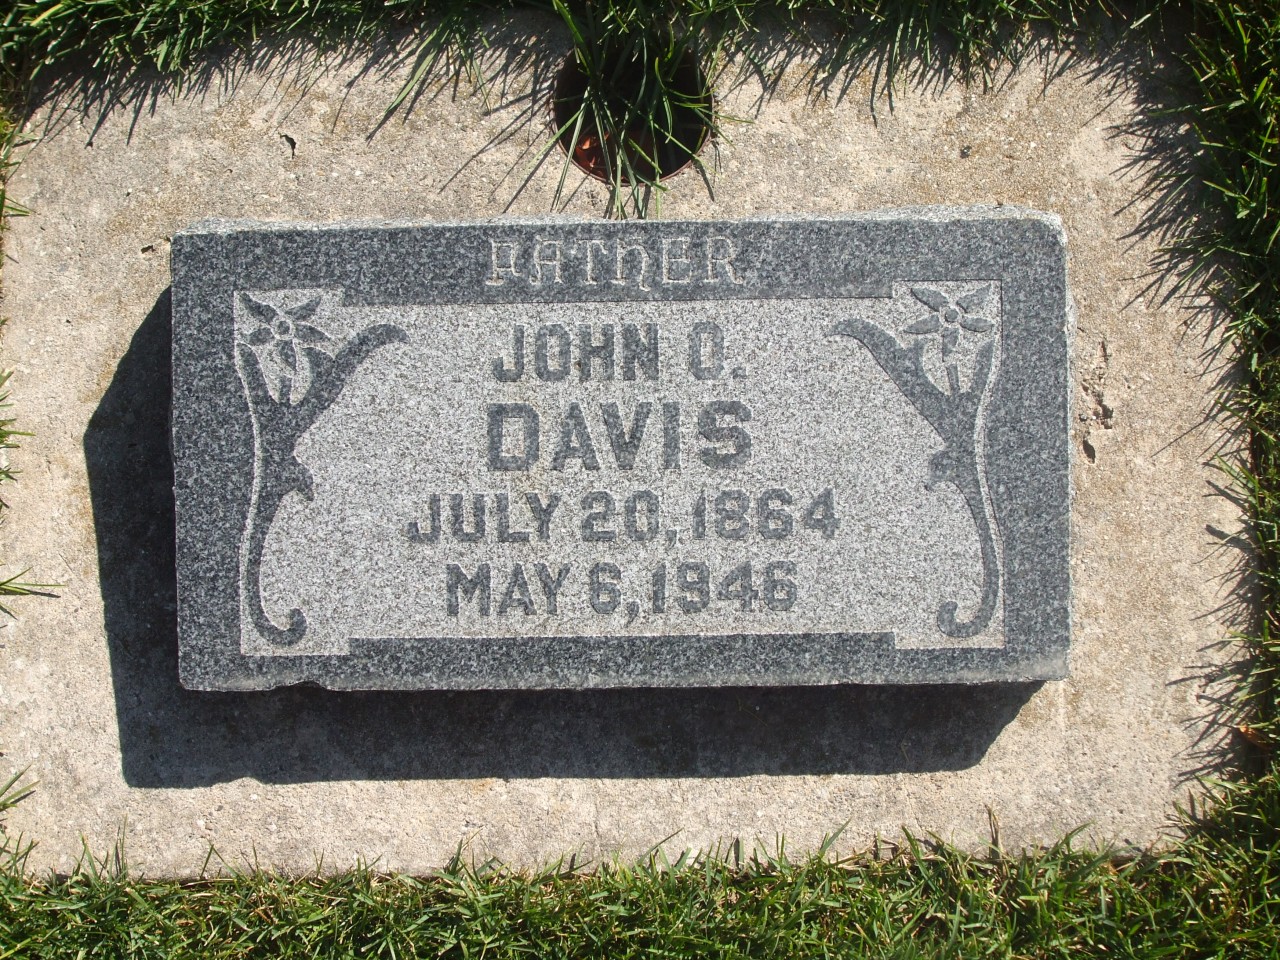 FATHER
JOHN O.
DAVIS
JULY 20, 1864
MAY 6, 1946